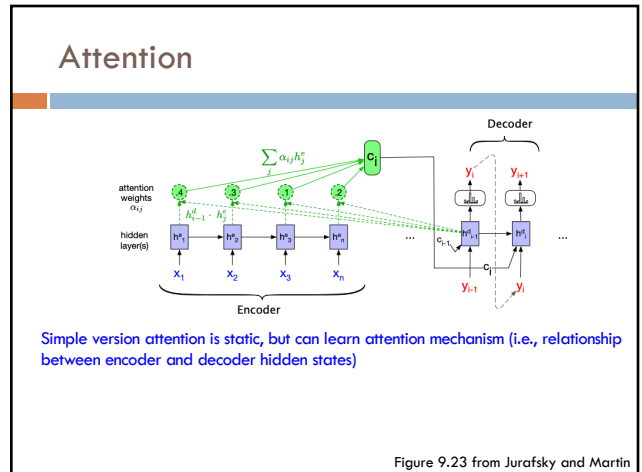 Attention
Decoder
∑ⱼ αᵢⱼhᵉⱼ
cᵢ
yᵢ yᵢ₊₁
attention
weights
αᵢⱼ
.4 .3 .1 .2
hᵈᵢ₋₁ · hᵉⱼ
hidden
layer(s)
hᵉ₁ hᵉ₂ hᵉ₃ hᵉₙ ... hᵈᵢ₋₁ hᵈᵢ ...
cᵢ₋₁ cᵢ
x₁ x₂ x₃ xₙ yᵢ₋₁ yᵢ
Encoder
Simple version attention is static, but can learn attention mechanism (i.e., relationship
between encoder and decoder hidden states)
Figure 9.23 from Jurafsky and Martin